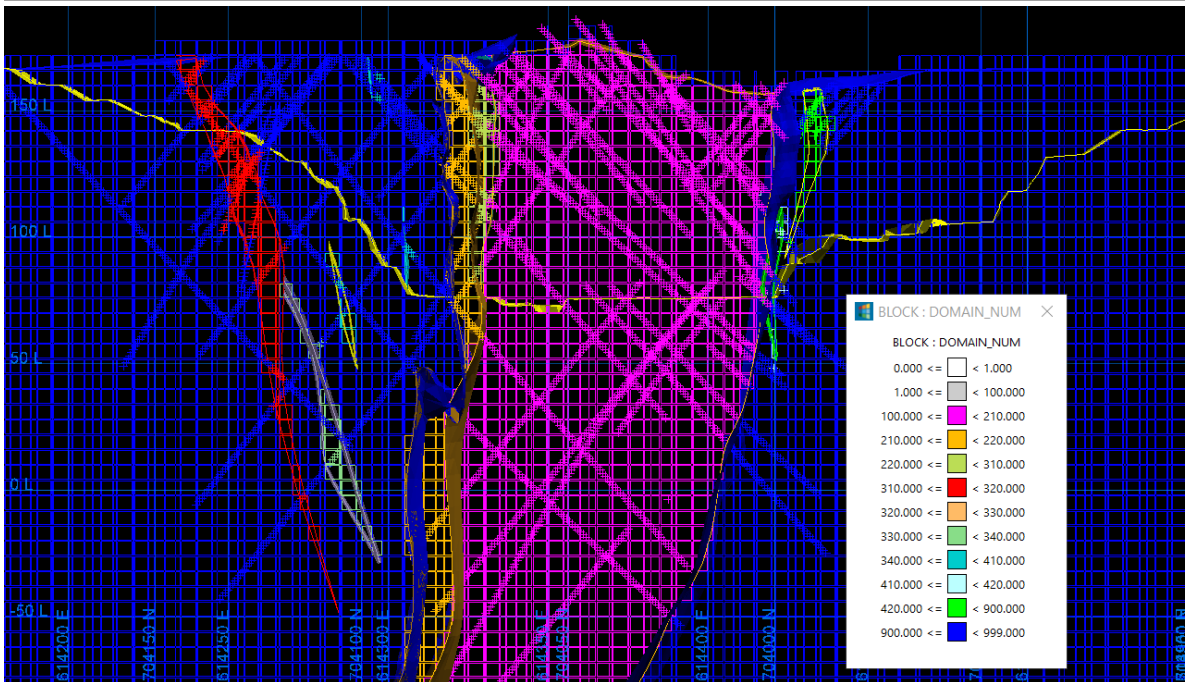 150 L
100 L
50 L
0 L
-50 L
614200 E
704150 N
614250 E
704100 N
614300 E
614350 E
704050 N
614400 E
704000 N
BLOCK : DOMAIN_NUM
BLOCK : DOMAIN_NUM
0.000 <= < 1.000
1.000 <= < 100.000
100.000 <= < 210.000
210.000 <= < 220.000
220.000 <= < 310.000
310.000 <= < 320.000
320.000 <= < 330.000
330.000 <= < 340.000
340.000 <= < 410.000
410.000 <= < 420.000
420.000 <= < 900.000
900.000 <= < 999.000